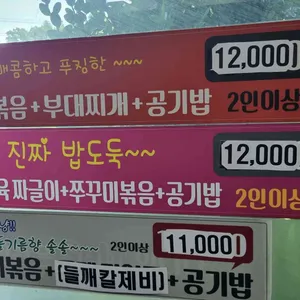 매콤하고 푸짐한 ~~~
12,000
볶음+부대찌개+공기밥 2인이상
진짜 밥도둑~~
12,000
육 짜글이+쭈꾸미볶음+공기밥 2인이상
들기름향 솔솔~~~ 2인이상
11,000
볶음+(들깨칼제비)+공기밥